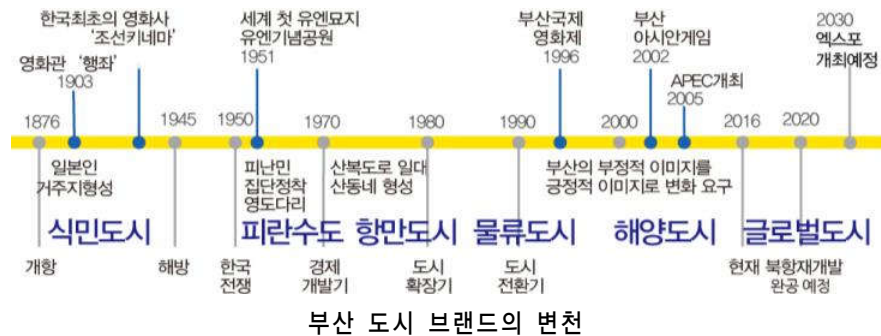 한국최초의 영화사
'조선키네마'
영화관 '행좌'
1903
세계 첫 유엔묘지
유엔기념공원
1951
부산국제
영화제
1996
부산
아시안게임
2002
APEC개최
2005
2030
엑스포
개최예정
1876
1945
1950
1970
1980
1990
2000
2016
2020
일본인
거주지형성
피난민
집단정착
영도다리
산복도로 일대
산동네 형성
부산의 부정적 이미지를
긍정적 이미지로 변화 요구
식민도시
피란수도
항만도시
물류도시
해양도시
글로벌도시
개항
해방
한국
전쟁
경제
개발기
도시
확장기
도시
전환기
현재
북항재개발
완공 예정
부산 도시 브랜드의 변천